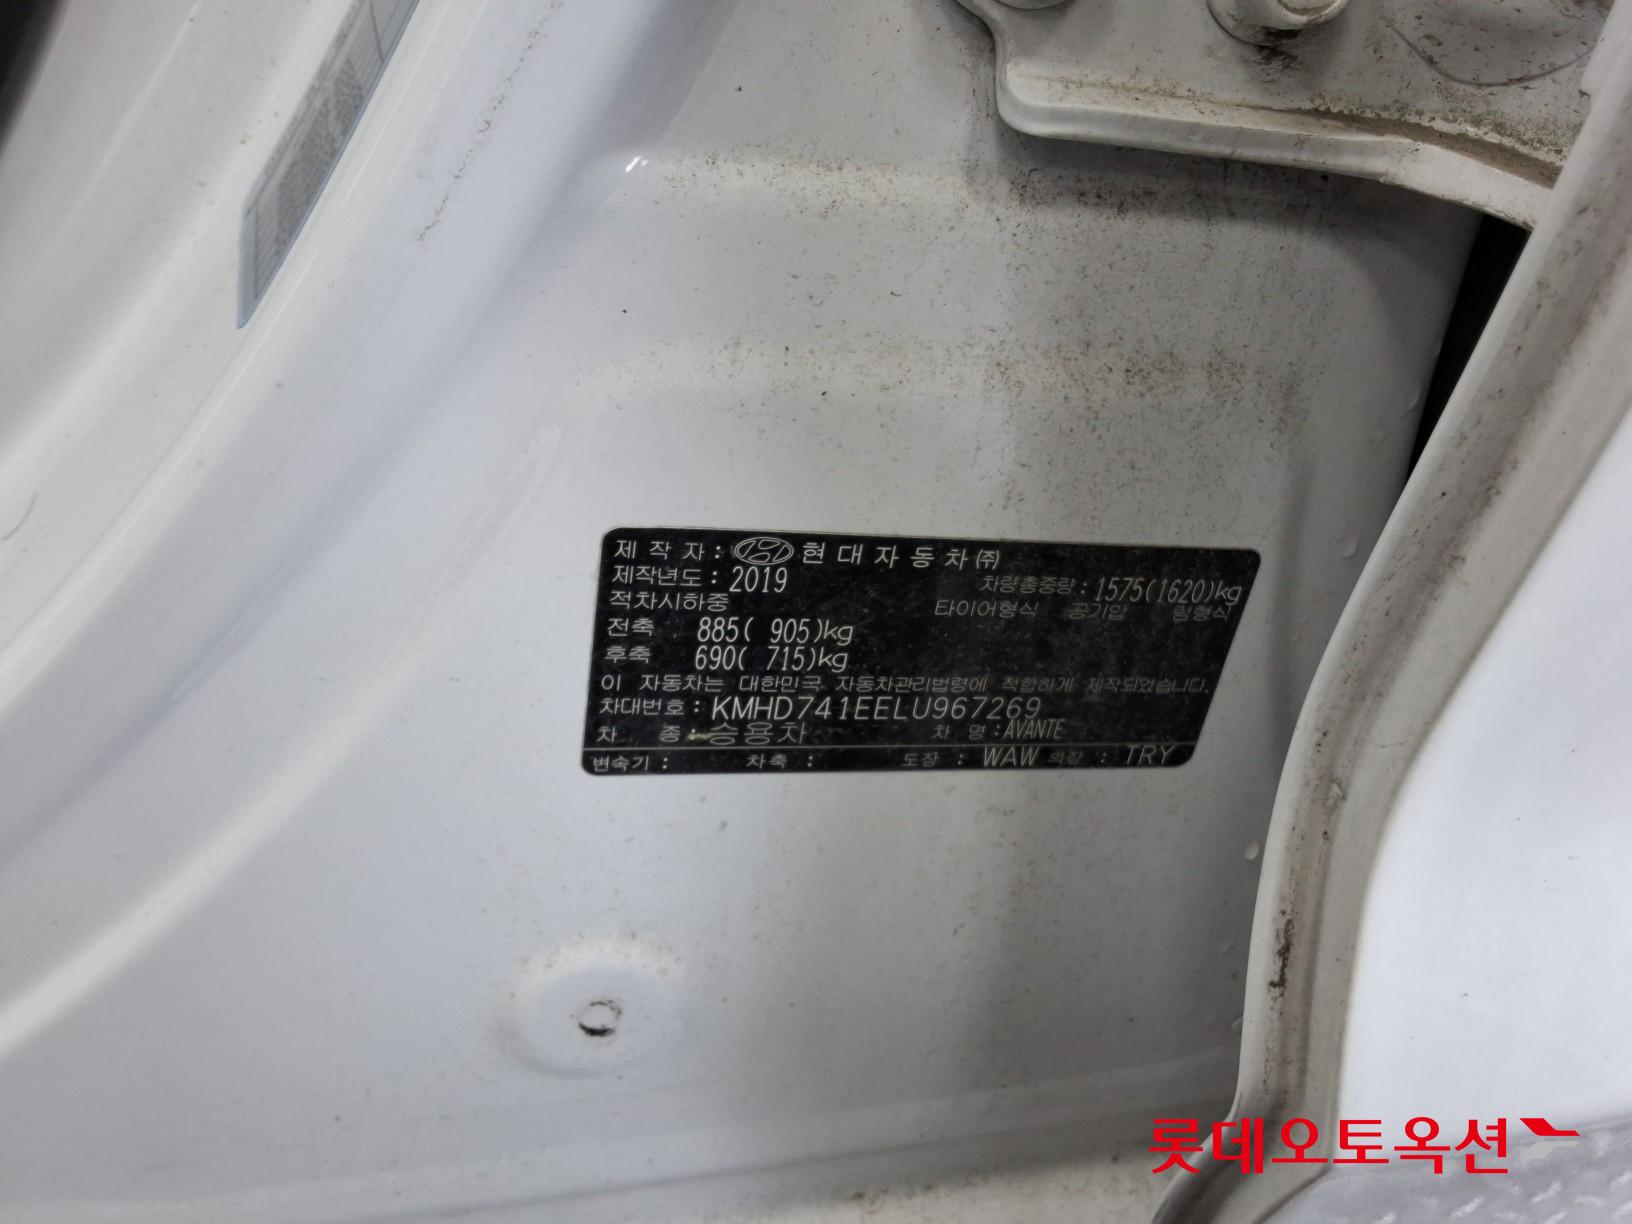 제 작 자 : 현 대 자 동 차 ㈜
제작년도 : 2019 차량총중량 : 1575(1620)kg
적차시하중 타이어형식 공기압 림형식
전축 885( 905)kg
후축 690( 715)kg
이 자동차는 대한민국 자동차관리법령에 적합하게 제작되었습니다.
차대번호 : KMHD741EELU967269
차 종 : 승용차 차 명 : AVANTE
변속기 : 차축 : 도장 : WAW 의장 : TRY
롯데오토옥션